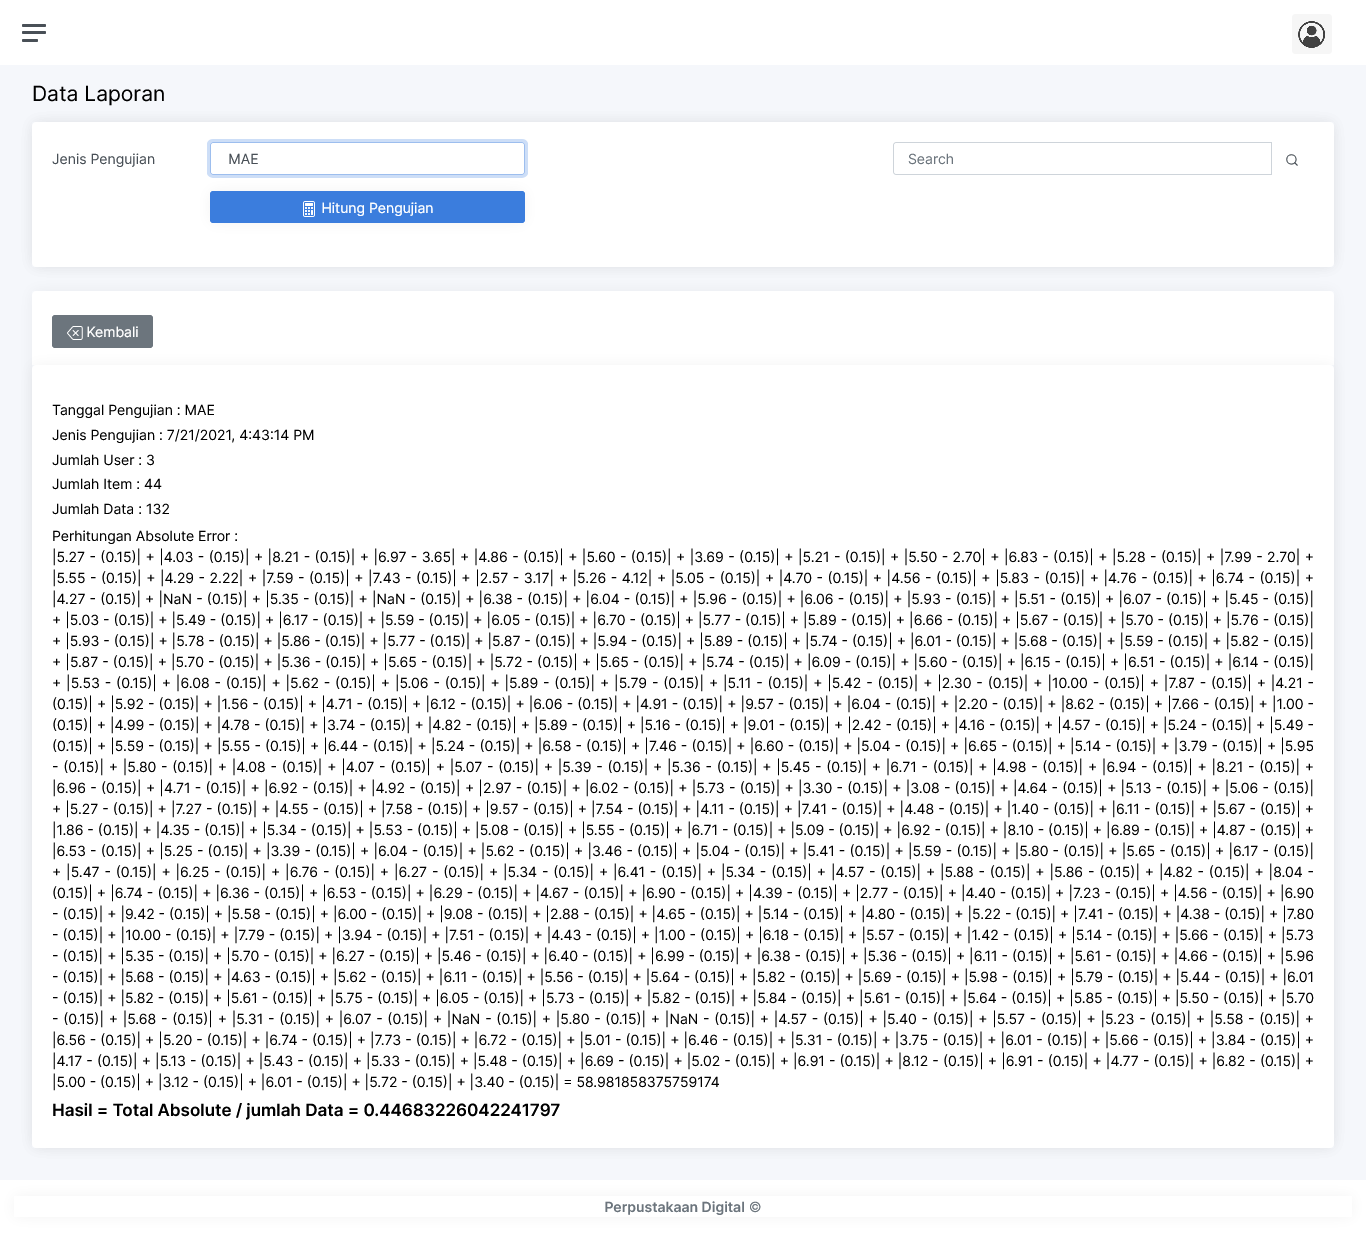 Data Laporan
Jenis Pengujian
MAE
Search
Hitung Pengujian
Kembali
Tanggal Pengujian : MAE
Jenis Pengujian : 7/21/2021, 4:43:14 PM
Jumlah User : 3
Jumlah Item : 44
Jumlah Data : 132
Perhitungan Absolute Error :
|5.27 - (0.15)| + |4.03 - (0.15)| + |8.21 - (0.15)| + |6.97 - 3.65| + |4.86 - (0.15)| + |5.60 - (0.15)| + |3.69 - (0.15)| + |5.21 - (0.15)| + |5.50 - 2.70| + |6.83 - (0.15)| + |5.28 - (0.15)| + |7.99 - 2.70| +
|5.55 - (0.15)| + |4.29 - 2.22| + |7.59 - (0.15)| + |7.43 - (0.15)| + |2.57 - 3.17| + |5.26 - 4.12| + |5.05 - (0.15)| + |4.70 - (0.15)| + |4.56 - (0.15)| + |5.83 - (0.15)| + |4.76 - (0.15)| + |6.74 - (0.15)| +
|4.27 - (0.15)| + |NaN - (0.15)| + |5.35 - (0.15)| + |NaN - (0.15)| + |6.38 - (0.15)| + |6.04 - (0.15)| + |5.96 - (0.15)| + |6.06 - (0.15)| + |5.93 - (0.15)| + |5.51 - (0.15)| + |6.07 - (0.15)| + |5.45 - (0.15)|
+ |5.03 - (0.15)| + |5.49 - (0.15)| + |6.17 - (0.15)| + |5.59 - (0.15)| + |6.05 - (0.15)| + |6.70 - (0.15)| + |5.77 - (0.15)| + |5.89 - (0.15)| + |6.66 - (0.15)| + |5.67 - (0.15)| + |5.70 - (0.15)| + |5.76 - (0.15)|
+ |5.93 - (0.15)| + |5.78 - (0.15)| + |5.86 - (0.15)| + |5.77 - (0.15)| + |5.87 - (0.15)| + |5.94 - (0.15)| + |5.89 - (0.15)| + |5.74 - (0.15)| + |6.01 - (0.15)| + |5.68 - (0.15)| + |5.59 - (0.15)| + |5.82 - (0.15)|
+ |5.87 - (0.15)| + |5.70 - (0.15)| + |5.36 - (0.15)| + |5.65 - (0.15)| + |5.72 - (0.15)| + |5.65 - (0.15)| + |5.74 - (0.15)| + |6.09 - (0.15)| + |5.60 - (0.15)| + |6.15 - (0.15)| + |6.51 - (0.15)| + |6.14 - (0.15)|
+ |5.53 - (0.15)| + |6.08 - (0.15)| + |5.62 - (0.15)| + |5.06 - (0.15)| + |5.89 - (0.15)| + |5.79 - (0.15)| + |5.11 - (0.15)| + |5.42 - (0.15)| + |2.30 - (0.15)| + |10.00 - (0.15)| + |7.87 - (0.15)| + |4.21 -
(0.15)| + |5.92 - (0.15)| + |1.56 - (0.15)| + |4.71 - (0.15)| + |6.12 - (0.15)| + |6.06 - (0.15)| + |4.91 - (0.15)| + |9.57 - (0.15)| + |6.04 - (0.15)| + |2.20 - (0.15)| + |8.62 - (0.15)| + |7.66 - (0.15)| + |1.00 -
(0.15)| + |4.99 - (0.15)| + |4.78 - (0.15)| + |3.74 - (0.15)| + |4.82 - (0.15)| + |5.89 - (0.15)| + |5.16 - (0.15)| + |9.01 - (0.15)| + |2.42 - (0.15)| + |4.16 - (0.15)| + |4.57 - (0.15)| + |5.24 - (0.15)| + |5.49 -
(0.15)| + |5.59 - (0.15)| + |5.55 - (0.15)| + |6.44 - (0.15)| + |5.24 - (0.15)| + |6.58 - (0.15)| + |7.46 - (0.15)| + |6.60 - (0.15)| + |5.04 - (0.15)| + |6.65 - (0.15)| + |5.14 - (0.15)| + |3.79 - (0.15)| + |5.95
- (0.15)| + |5.80 - (0.15)| + |4.08 - (0.15)| + |4.07 - (0.15)| + |5.07 - (0.15)| + |5.39 - (0.15)| + |5.36 - (0.15)| + |5.45 - (0.15)| + |6.71 - (0.15)| + |4.98 - (0.15)| + |6.94 - (0.15)| + |8.21 - (0.15)| +
|6.96 - (0.15)| + |4.71 - (0.15)| + |6.92 - (0.15)| + |4.92 - (0.15)| + |2.97 - (0.15)| + |6.02 - (0.15)| + |5.73 - (0.15)| + |3.30 - (0.15)| + |3.08 - (0.15)| + |4.64 - (0.15)| + |5.13 - (0.15)| + |5.06 - (0.15)|
+ |5.27 - (0.15)| + |7.27 - (0.15)| + |4.55 - (0.15)| + |7.58 - (0.15)| + |9.57 - (0.15)| + |7.54 - (0.15)| + |4.11 - (0.15)| + |7.41 - (0.15)| + |4.48 - (0.15)| + |1.40 - (0.15)| + |6.11 - (0.15)| + |5.67 - (0.15)| +
|1.86 - (0.15)| + |4.35 - (0.15)| + |5.34 - (0.15)| + |5.53 - (0.15)| + |5.08 - (0.15)| + |5.55 - (0.15)| + |6.71 - (0.15)| + |5.09 - (0.15)| + |6.92 - (0.15)| + |8.10 - (0.15)| + |6.89 - (0.15)| + |4.87 - (0.15)| +
|6.53 - (0.15)| + |5.25 - (0.15)| + |3.39 - (0.15)| + |6.04 - (0.15)| + |5.62 - (0.15)| + |3.46 - (0.15)| + |5.04 - (0.15)| + |5.41 - (0.15)| + |5.59 - (0.15)| + |5.80 - (0.15)| + |5.65 - (0.15)| + |6.17 - (0.15)|
+ |5.47 - (0.15)| + |6.25 - (0.15)| + |6.76 - (0.15)| + |6.27 - (0.15)| + |5.34 - (0.15)| + |6.41 - (0.15)| + |5.34 - (0.15)| + |4.57 - (0.15)| + |5.88 - (0.15)| + |5.86 - (0.15)| + |4.82 - (0.15)| + |8.04 -
(0.15)| + |6.74 - (0.15)| + |6.36 - (0.15)| + |6.53 - (0.15)| + |6.29 - (0.15)| + |4.67 - (0.15)| + |6.90 - (0.15)| + |4.39 - (0.15)| + |2.77 - (0.15)| + |4.40 - (0.15)| + |7.23 - (0.15)| + |4.56 - (0.15)| + |6.90
- (0.15)| + |9.42 - (0.15)| + |5.58 - (0.15)| + |6.00 - (0.15)| + |9.08 - (0.15)| + |2.88 - (0.15)| + |4.65 - (0.15)| + |5.14 - (0.15)| + |4.80 - (0.15)| + |5.22 - (0.15)| + |7.41 - (0.15)| + |4.38 - (0.15)| + |7.80
- (0.15)| + |10.00 - (0.15)| + |7.79 - (0.15)| + |3.94 - (0.15)| + |7.51 - (0.15)| + |4.43 - (0.15)| + |1.00 - (0.15)| + |6.18 - (0.15)| + |5.57 - (0.15)| + |1.42 - (0.15)| + |5.14 - (0.15)| + |5.66 - (0.15)| + |5.73
- (0.15)| + |5.35 - (0.15)| + |5.70 - (0.15)| + |6.27 - (0.15)| + |5.46 - (0.15)| + |6.40 - (0.15)| + |6.99 - (0.15)| + |6.38 - (0.15)| + |5.36 - (0.15)| + |6.11 - (0.15)| + |5.61 - (0.15)| + |4.66 - (0.15)| + |5.96
- (0.15)| + |5.68 - (0.15)| + |4.63 - (0.15)| + |5.62 - (0.15)| + |6.11 - (0.15)| + |5.56 - (0.15)| + |5.64 - (0.15)| + |5.82 - (0.15)| + |5.69 - (0.15)| + |5.98 - (0.15)| + |5.79 - (0.15)| + |5.44 - (0.15)| + |6.01
- (0.15)| + |5.82 - (0.15)| + |5.61 - (0.15)| + |5.75 - (0.15)| + |6.05 - (0.15)| + |5.73 - (0.15)| + |5.82 - (0.15)| + |5.84 - (0.15)| + |5.61 - (0.15)| + |5.64 - (0.15)| + |5.85 - (0.15)| + |5.50 - (0.15)| + |5.70
- (0.15)| + |5.68 - (0.15)| + |5.31 - (0.15)| + |6.07 - (0.15)| + |NaN - (0.15)| + |5.80 - (0.15)| + |NaN - (0.15)| + |4.57 - (0.15)| + |5.40 - (0.15)| + |5.57 - (0.15)| + |5.23 - (0.15)| + |5.58 - (0.15)| +
|6.56 - (0.15)| + |5.20 - (0.15)| + |6.74 - (0.15)| + |7.73 - (0.15)| + |6.72 - (0.15)| + |5.01 - (0.15)| + |6.46 - (0.15)| + |5.31 - (0.15)| + |3.75 - (0.15)| + |6.01 - (0.15)| + |5.66 - (0.15)| + |3.84 - (0.15)| +
|4.17 - (0.15)| + |5.13 - (0.15)| + |5.43 - (0.15)| + |5.33 - (0.15)| + |5.48 - (0.15)| + |6.69 - (0.15)| + |5.02 - (0.15)| + |6.91 - (0.15)| + |8.12 - (0.15)| + |6.91 - (0.15)| + |4.77 - (0.15)| + |6.82 - (0.15)| +
|5.00 - (0.15)| + |3.12 - (0.15)| + |6.01 - (0.15)| + |5.72 - (0.15)| + |3.40 - (0.15)| = 58.981858375759174
Hasil = Total Absolute / jumlah Data = 0.44683226042241797
Perpustakaan Digital ©